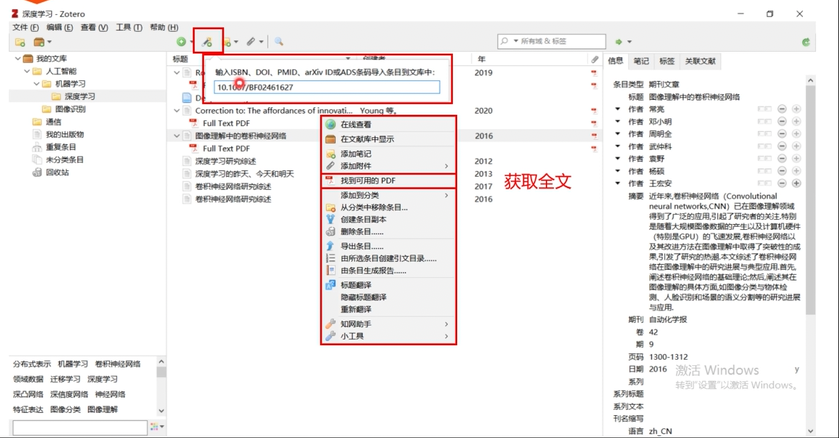 深度学习 - Zotero
文件(F) 编辑(E) 查看(V) 工具(T) 帮助(H)
所有域 & 标签
我的文库
人工智能
机器学习
深度学习
图像识别
通信
我的出版物
重复条目
未分类条目
回收站
标题
创建者
年
输入ISBN、DOI、PMID、arXiv ID或ADS条码导入条目到文库中:
2019
Correction to: The affordances of innovati... Young 等。 2020
Full Text PDF
图像理解中的卷积神经网络 2016
Full Text PDF
深度学习研究综述 2012
深度学习的昨天、今天和明天 2013
卷积神经网络研究综述 2017
卷积神经网络研究综述 2016
在线查看
在文献库中显示
添加笔记
添加附件
找到可用的 PDF
添加到分类
从分类中移除条目...
创建条目副本
删除条目......
导出条目......
由所选条目创建引文目录......
由条目生成报告......
标题翻译
隐藏标题翻译
重新翻译
知网助手
小工具
获取全文
信息 笔记 标签 关联文献
条目类型 期刊文章
标题 图像理解中的卷积神经网络
作者 常亮
作者 邓小明
作者 周明全
作者 武仲科
作者 袁野
作者 杨硕
作者 王宏安
摘要 近年来,卷积神经网络（Convolutional
neural networks,CNN）已在图像理解领域
得到了广泛的应用,引起了研究者的关注.特别
是随着大规模图像数据的产生以及计算机硬件
（特别是GPU）的飞速发展,卷积神经网络以
及其改进方法在图像理解中取得了突破性的成
果,引发了研究的热潮.本文综述了卷积神经网
络在图像理解中的研究进展与典型应用.首先,
阐述卷积神经网络的基础理论;然后,阐述其在
图像理解的具体方面,如图像分类与物体检
测、人脸识别和场景的语义分割等的研究进展
与应用.
期刊 自动化学报
卷 42
期 9
页码 1300-1312
日期 2016 y
系列
系列标题
系列文本
刊名缩写
语言 zh_CN
激活 Windows
转到"设置"以激活 Windows。
分布式表示 机器学习 卷积神经网络
领域数据 迁移学习 深度学习
深凸网络 深信度网络 神经网络
特征表达 图像分类 图像理解